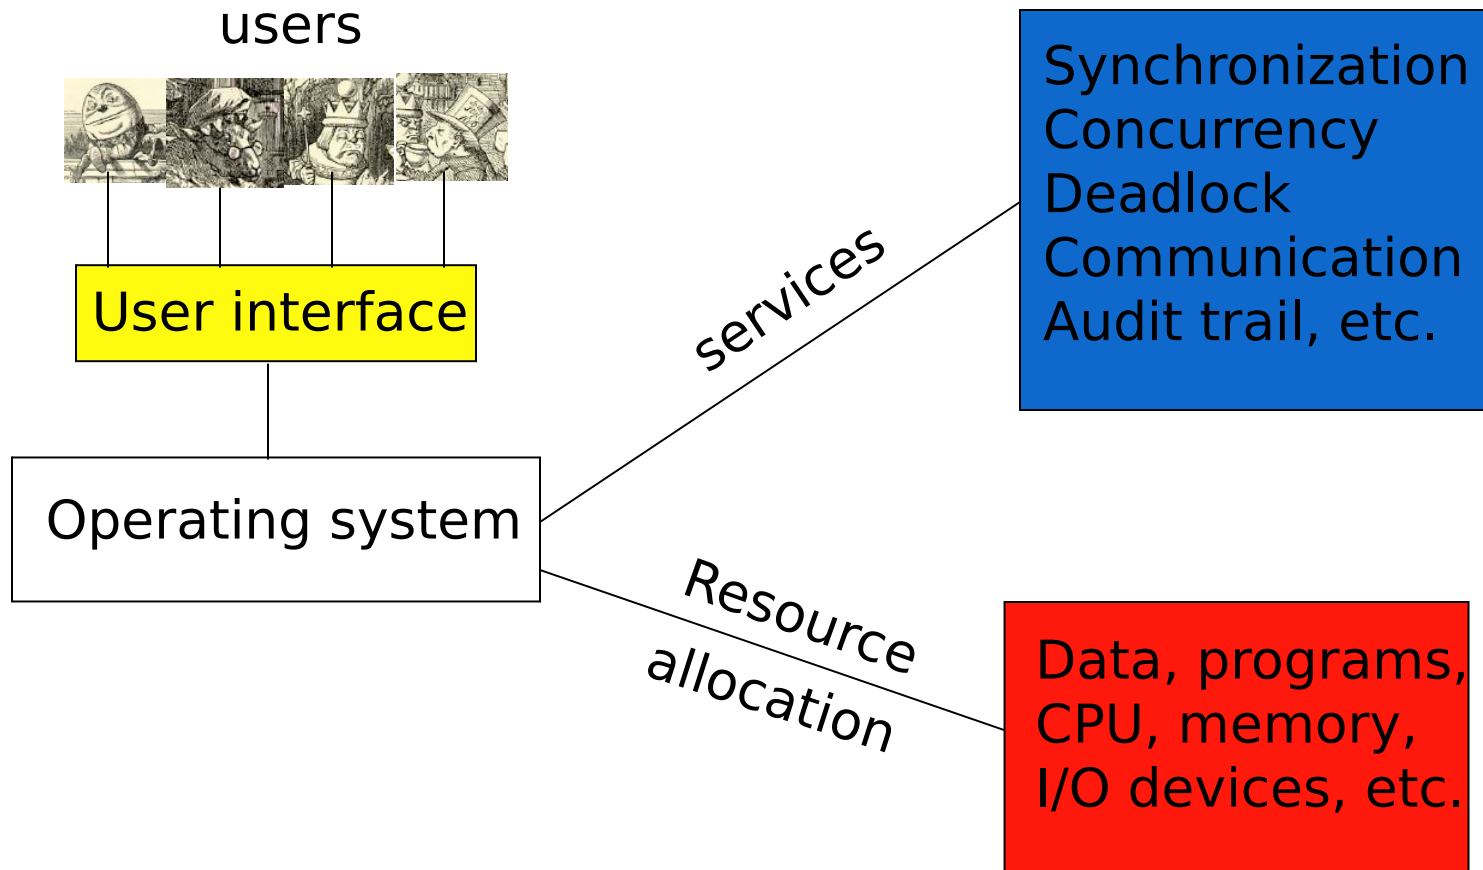 users
User interface
Operating system
services
Synchronization
Concurrency
Deadlock
Communication
Audit trail, etc.
Resource
allocation
Data, programs,
CPU, memory,
I/O devices, etc.